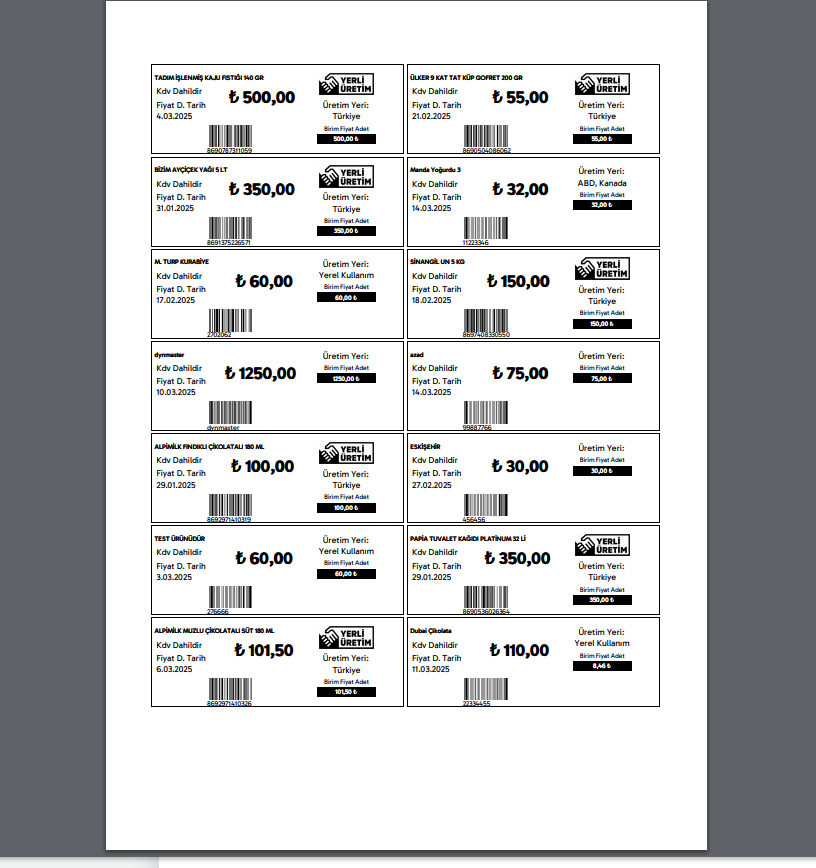 TADIM İŞLENMİŞ KAJU FISTIĞI 140 GR
Kdv Dahildir
Fiyat D. Tarih
4.03.2025
₺ 500,00
8690787311059
YERLİ
ÜRETİM
Üretim Yeri:
Türkiye
Birim Fiyat Adet
500,00 ₺
ÜLKER 9 KAT TAT KÜP GOFRET 200 GR
Kdv Dahildir
Fiyat D. Tarih
21.02.2025
₺ 55,00
8690504086062
YERLİ
ÜRETİM
Üretim Yeri:
Türkiye
Birim Fiyat Adet
55,00 ₺
BİZİM AYÇİÇEK YAĞI 5 LT
Kdv Dahildir
Fiyat D. Tarih
31.01.2025
₺ 350,00
8691375226571
YERLİ
ÜRETİM
Üretim Yeri:
Türkiye
Birim Fiyat Adet
350,00 ₺
Manda Yoğurdu 3
Kdv Dahildir
Fiyat D. Tarih
14.03.2025
₺ 32,00
11223346
Üretim Yeri:
ABD, Kanada
Birim Fiyat Adet
32,00 ₺
M. TURP KURABİYE
Kdv Dahildir
Fiyat D. Tarih
17.02.2025
₺ 60,00
2702062
Üretim Yeri:
Yerel Kullanım
Birim Fiyat Adet
60,00 ₺
SİNANGİL UN 5 KG
Kdv Dahildir
Fiyat D. Tarih
18.02.2025
₺ 150,00
8697408330550
YERLİ
ÜRETİM
Üretim Yeri:
Türkiye
Birim Fiyat Adet
150,00 ₺
dynmaster
Kdv Dahildir
Fiyat D. Tarih
10.03.2025
₺ 1250,00
dynmaster
Üretim Yeri:
Birim Fiyat Adet
1250,00 ₺
azad
Kdv Dahildir
Fiyat D. Tarih
14.03.2025
₺ 75,00
99887766
Üretim Yeri:
Birim Fiyat Adet
75,00 ₺
ALPİMİLK FINDIKLI ÇİKOLATALI 180 ML
Kdv Dahildir
Fiyat D. Tarih
29.01.2025
₺ 100,00
8692971410319
YERLİ
ÜRETİM
Üretim Yeri:
Türkiye
Birim Fiyat Adet
100,00 ₺
ESKİŞEHİR
Kdv Dahildir
Fiyat D. Tarih
27.02.2025
₺ 30,00
456456
Üretim Yeri:
Birim Fiyat Adet
30,00 ₺
TEST ÜRÜNÜDÜR
Kdv Dahildir
Fiyat D. Tarih
3.03.2025
₺ 60,00
276666
Üretim Yeri:
Yerel Kullanım
Birim Fiyat Adet
60,00 ₺
PAPİA TUVALET KAĞIDI PLATİNUM 32 Lİ
Kdv Dahildir
Fiyat D. Tarih
29.01.2025
₺ 350,00
8690536026364
YERLİ
ÜRETİM
Üretim Yeri:
Türkiye
Birim Fiyat Adet
350,00 ₺
ALPİMİLK MUZLU ÇİKOLATALI SÜT 180 ML
Kdv Dahildir
Fiyat D. Tarih
6.03.2025
₺ 101,50
8692971410326
YERLİ
ÜRETİM
Üretim Yeri:
Türkiye
Birim Fiyat Adet
101,50 ₺
Dubai Çikolata
Kdv Dahildir
Fiyat D. Tarih
11.03.2025
₺ 110,00
22334455
Üretim Yeri:
Yerel Kullanım
Birim Fiyat Adet
8,46 ₺